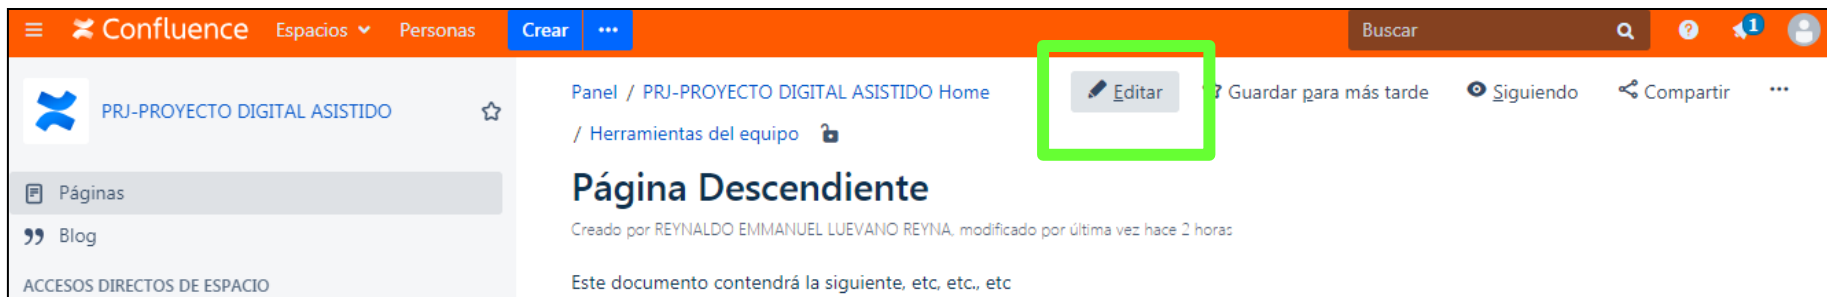 Confluence Espacios Personas Crear ... Buscar 1
PRJ-PROYECTO DIGITAL ASISTIDO
Páginas
Blog
ACCESOS DIRECTOS DE ESPACIO
Panel / PRJ-PROYECTO DIGITAL ASISTIDO Home
/ Herramientas del equipo
Editar Guardar para más tarde Siguiendo Compartir ...
Página Descendiente
Creado por REYNALDO EMMANUEL LUEVANO REYNA, modificado por última vez hace 2 horas
Este documento contendrá la siguiente, etc, etc., etc